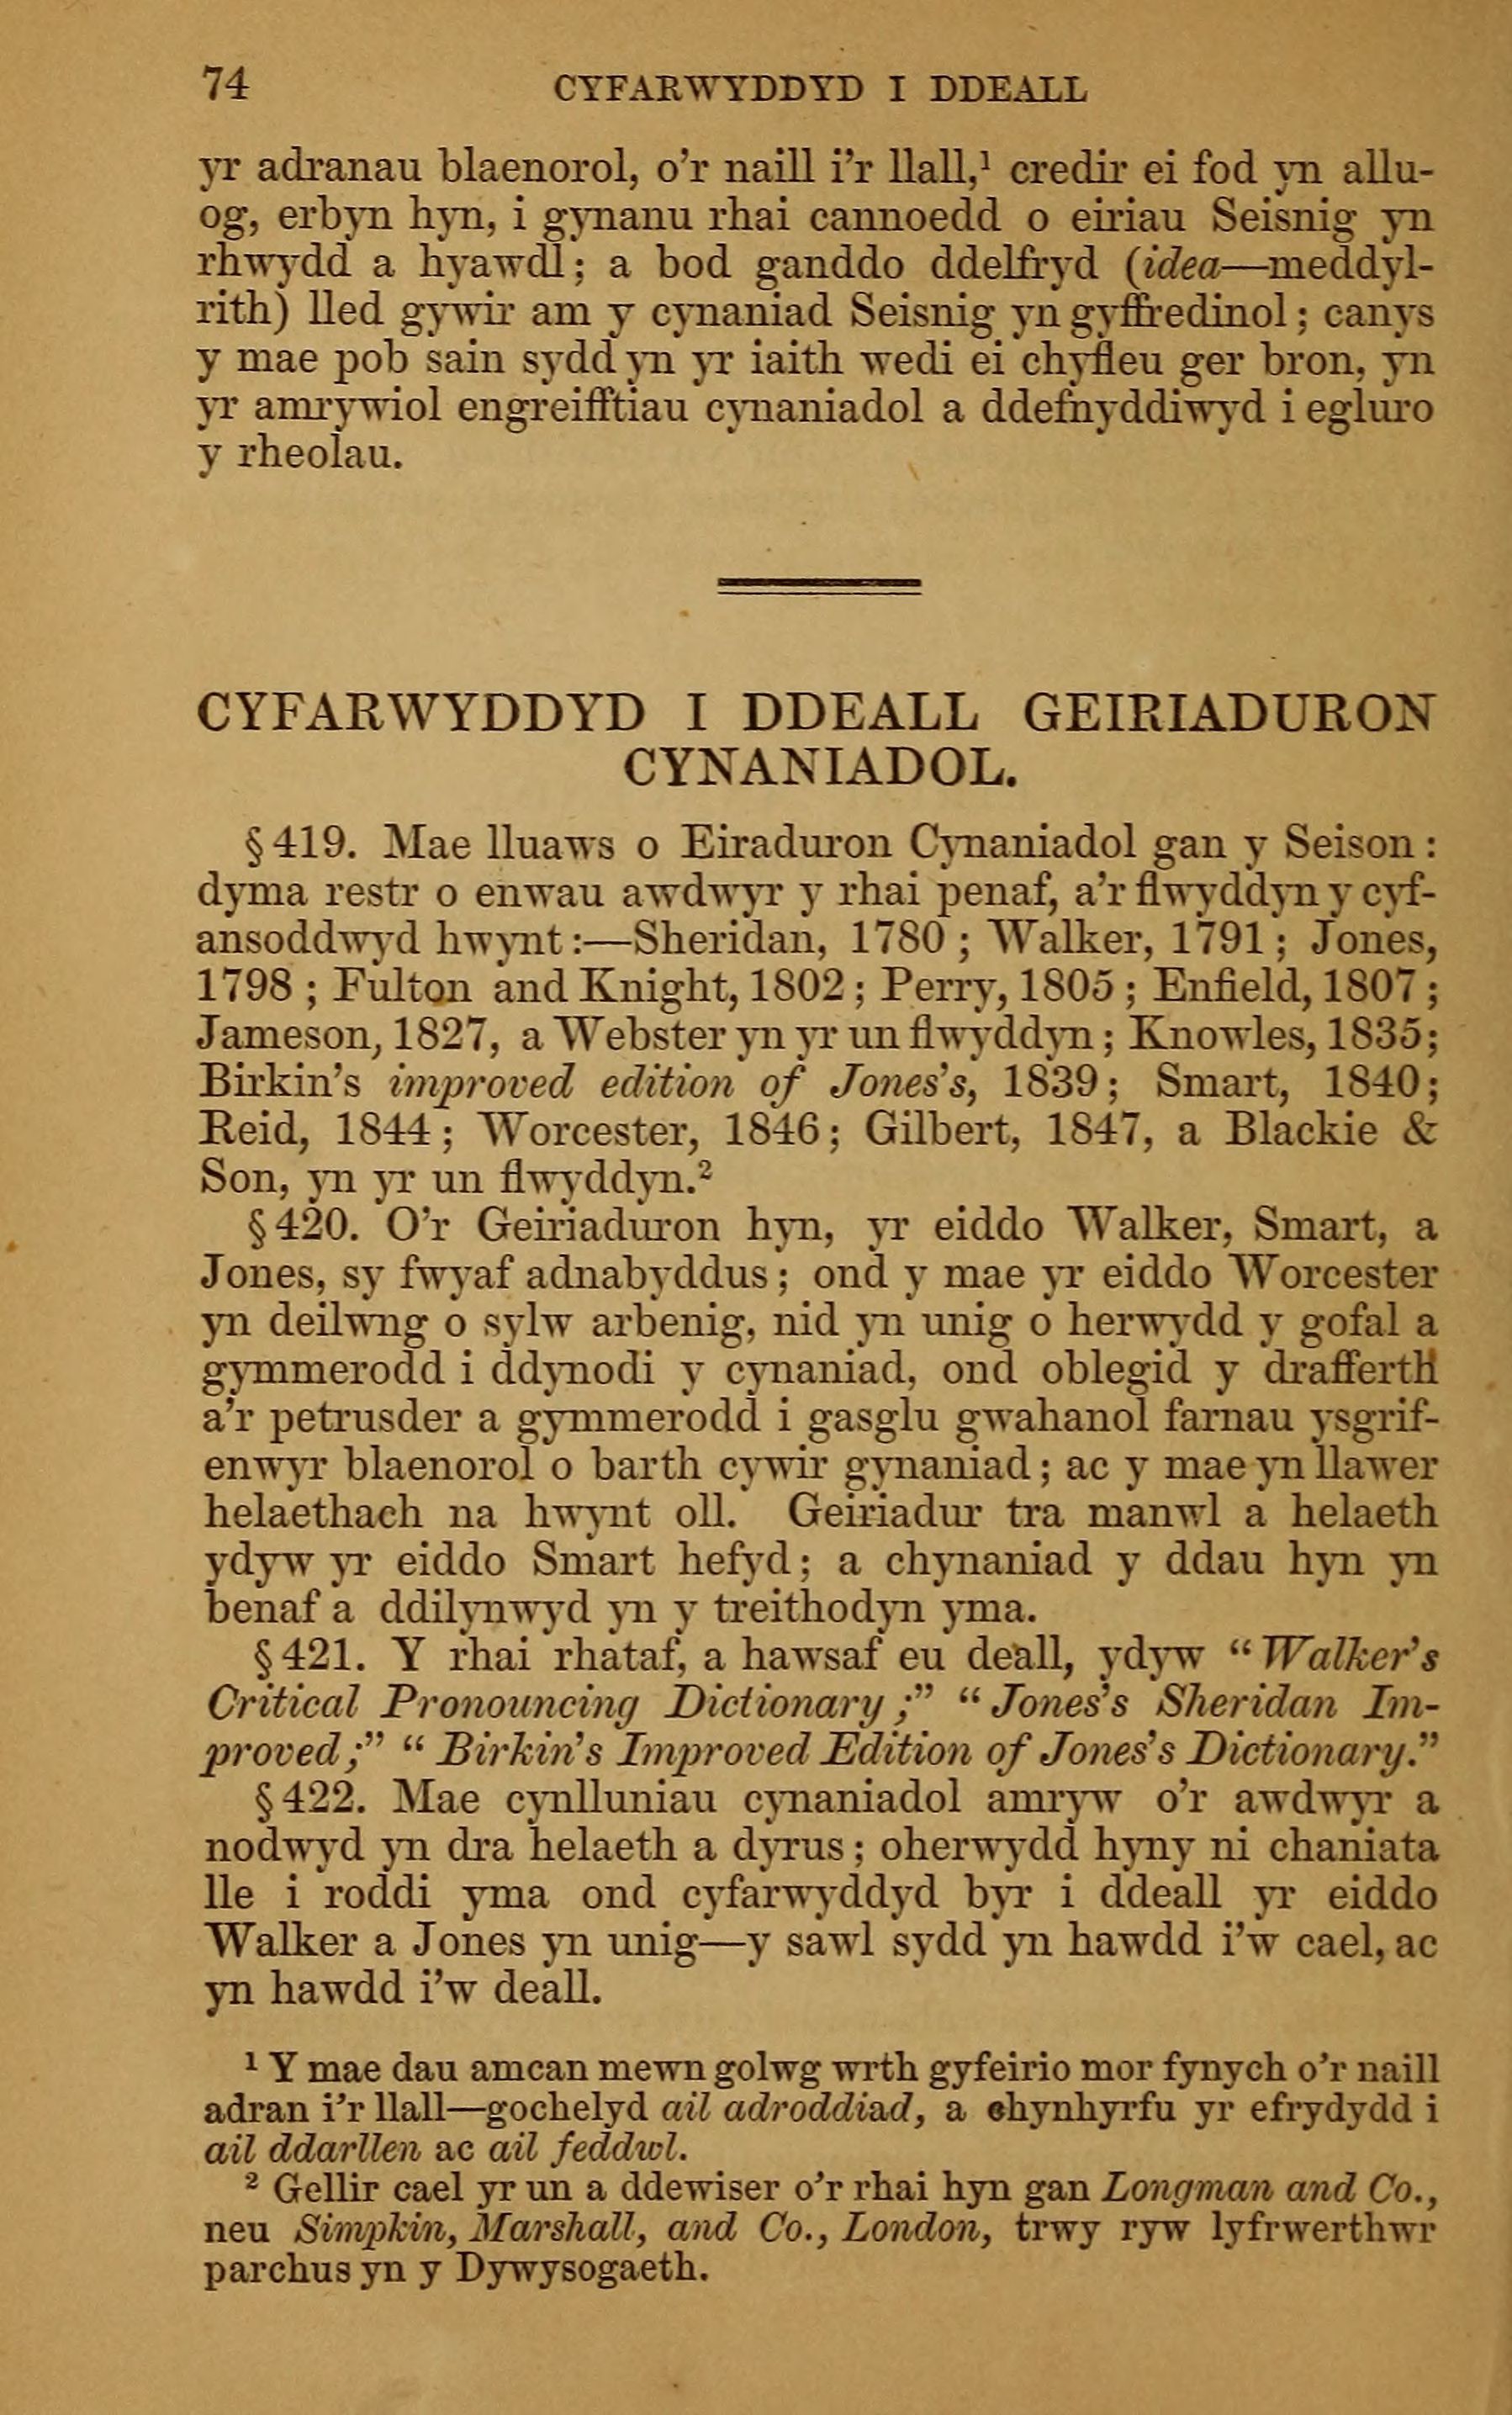 74 CYFARWYDDYD I DDEALL
yr adranau blaenorol, o'r naill i'r llall,¹ credir ei fod yn allu-
og, erbyn hyn, i gynanu rhai cannoedd o eiriau Seisnig yn
rhwydd a hyawdl; a bod ganddo ddelfryd (idea—meddyl-
rith) lled gywir am y cynaniad Seisnig yn gyffredinol; canys
y mae pob sain sydd yn yr iaith wedi ei chyfleu ger bron, yn
yr amrywiol engreifftiau cynaniadol a ddefnyddiwyd i egluro
y rheolau.
CYFARWYDDYD I DDEALL GEIRIADURON
CYNANIADOL.
§ 419. Mae lluaws o Eiraduron Cynaniadol gan y Seison:
dyma restr o enwau awdwyr y rhai penaf, a'r flwyddyn y cyf-
ansoddwyd hwynt:—Sheridan, 1780; Walker, 1791; Jones,
1798; Fulton and Knight, 1802; Perry, 1805; Enfield, 1807;
Jameson, 1827, a Webster yn yr un flwyddyn; Knowles, 1835;
Birkin's improved edition of Jones's, 1839; Smart, 1840;
Reid, 1844; Worcester, 1846; Gilbert, 1847, a Blackie &
Son, yn yr un flwyddyn.²
§ 420. O'r Geiriaduron hyn, yr eiddo Walker, Smart, a
Jones, sy fwyaf adnabyddus; ond y mae yr eiddo Worcester
yn deilwng o sylw arbenig, nid yn unig o herwydd y gofal a
gymmerodd i ddynodi y cynaniad, ond oblegid y drafferth
a'r petrusder a gymmerodd i gasglu gwahanol farnau ysgrif-
enwyr blaenorol o barth cywir gynaniad; ac y mae yn llawer
helaethach na hwynt oll. Geiriadur tra manwl a helaeth
ydyw yr eiddo Smart hefyd; a chynaniad y ddau hyn yn
benaf a ddilynwyd yn y treithodyn yma.
§ 421. Y rhai rhataf, a hawsaf eu deall, ydyw "Walker's
Critical Pronouncing Dictionary;" "Jones's Sheridan Im-
proved;" "Birkin's Improved Edition of Jones's Dictionary."
§ 422. Mae cynlluniau cynaniadol amryw o'r awdwyr a
nodwyd yn dra helaeth a dyrus; oherwydd hyny ni chaniata
lle i roddi yma ond cyfarwyddyd byr i ddeall yr eiddo
Walker a Jones yn unig—y sawl sydd yn hawdd i'w cael, ac
yn hawdd i'w deall.
¹ Y mae dau amcan mewn golwg wrth gyfeirio mor fynych o'r naill
adran i'r llall—gochelyd ail adroddiad, a chynhyrfu yr efrydydd i
ail ddarllen ac ail feddwl.
² Gellir cael yr un a ddewiser o'r rhai hyn gan Longman and Co.,
neu Simpkin, Marshall, and Co., London, trwy ryw lyfrwerthwr
parchus yn y Dywysogaeth.